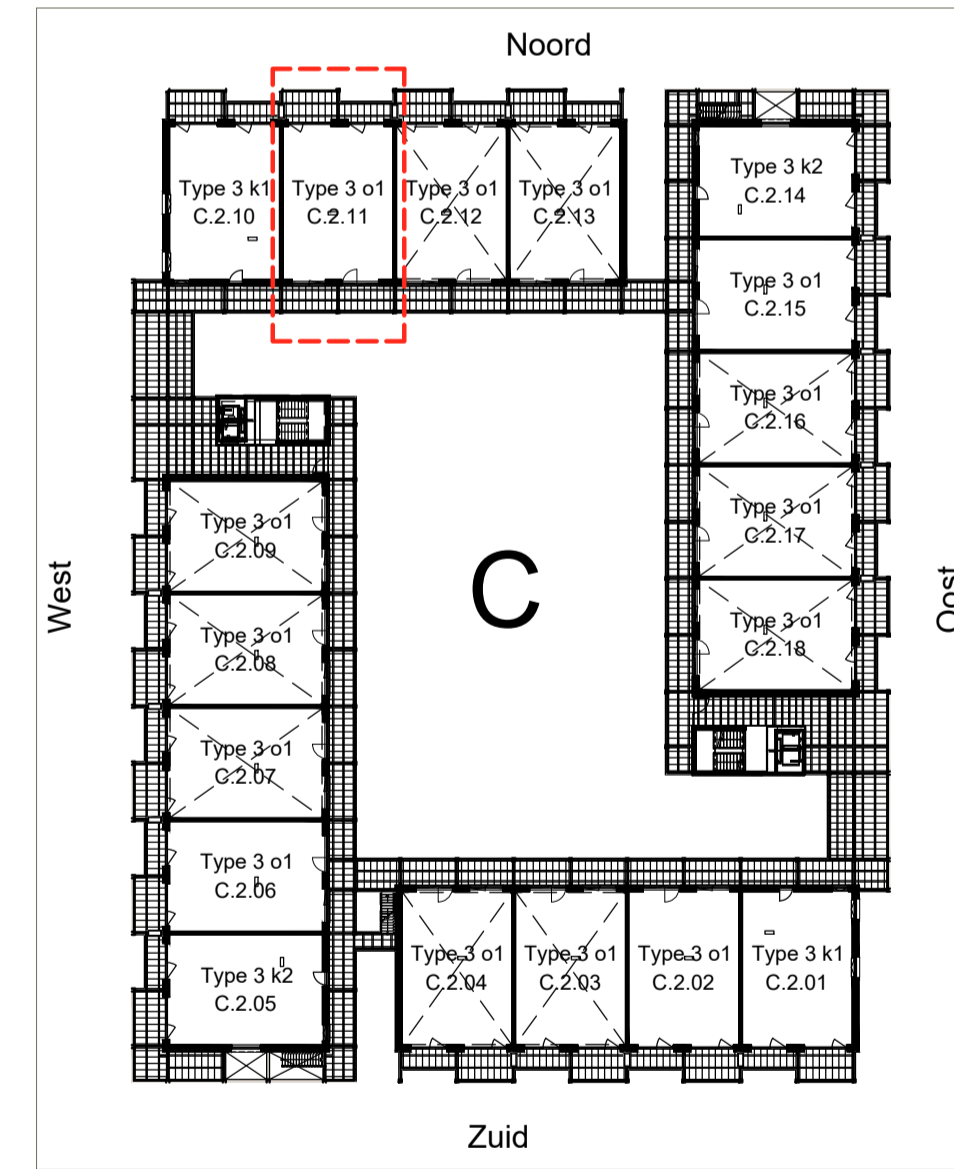 Noord
Type 3 k1
C.2.10
Type 3 o1
C.2.11
Type 3 o1
C.2.12
Type 3 o1
C.2.13
Type 3 k2
C.2.14
Type 3 o1
C.2.15
Type 3 o1
C.2.16
Type 3 o1
C.2.17
Type 3 o1
C.2.18
West
Type 3 o1
C.2.09
Type 3 o1
C.2.08
Type 3 o1
C.2.07
Type 3 o1
C.2.06
Type 3 k2
C.2.05
C
Oost
Type 3 o1
C.2.04
Type 3 o1
C.2.03
Type 3 o1
C.2.02
Type 3 k1
C.2.01
Zuid